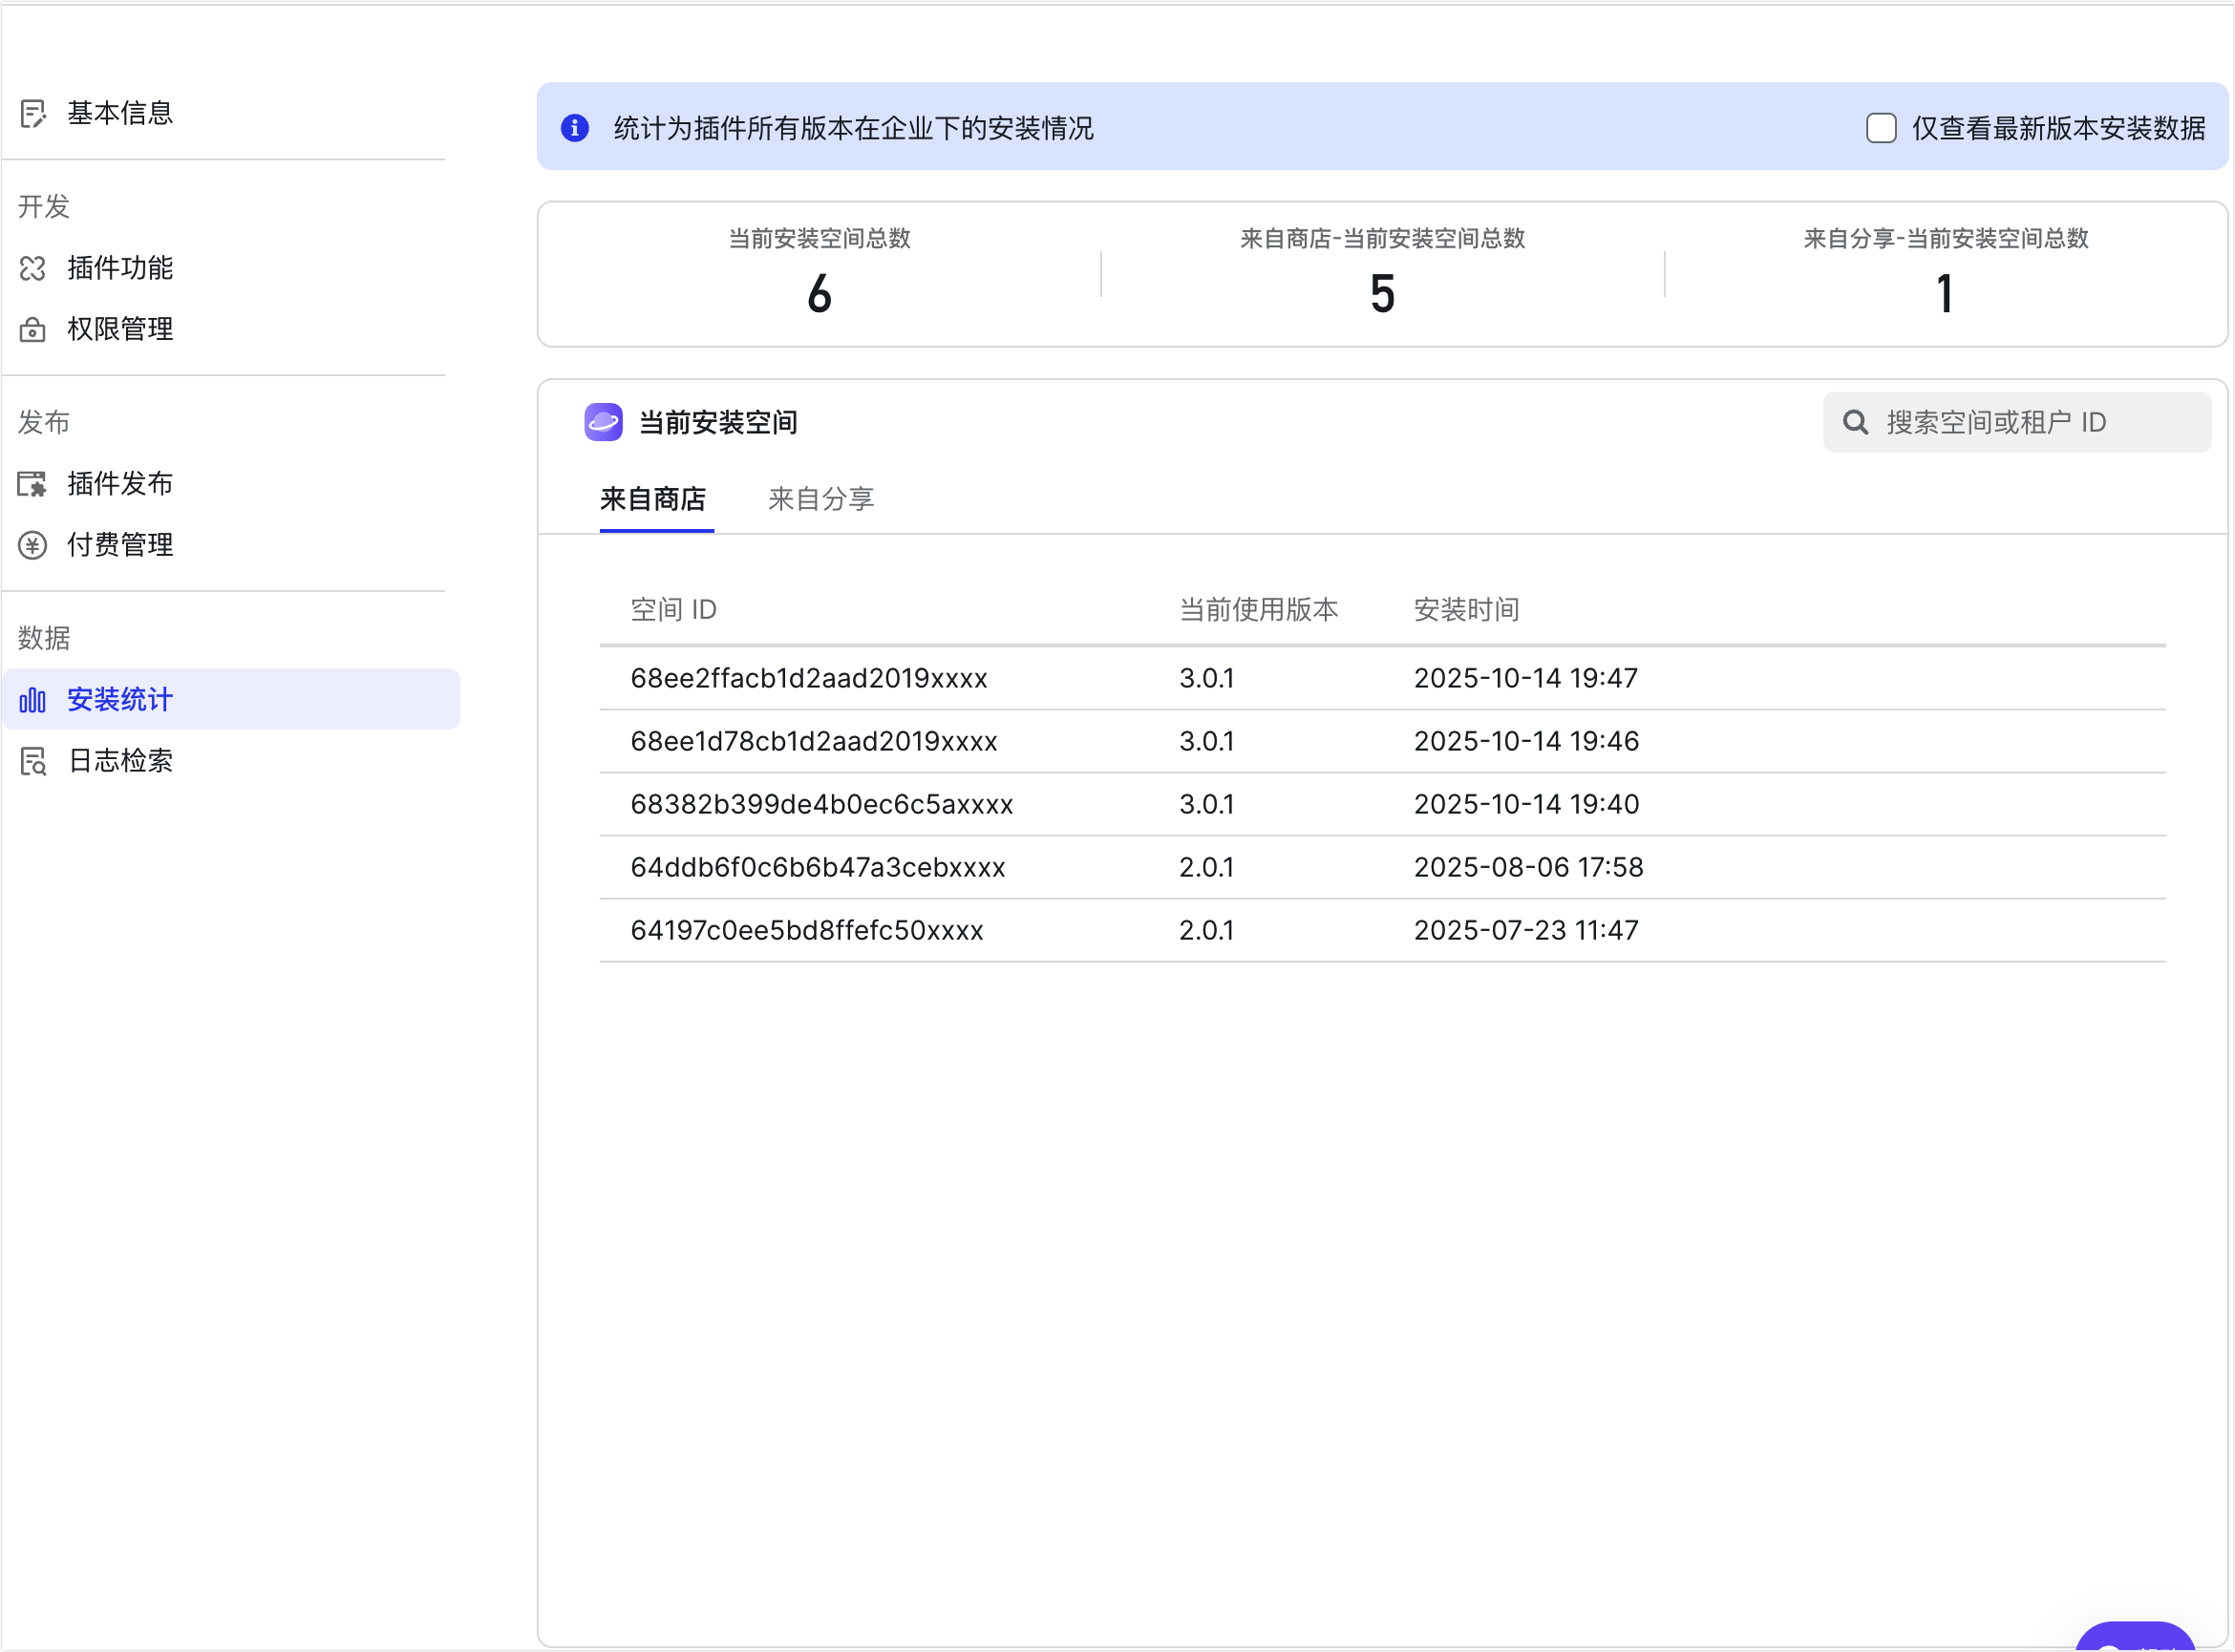 基本信息
开发
插件功能
权限管理
发布
插件发布
付费管理
数据
安装统计
日志检索
统计为插件所有版本在企业下的安装情况
仅查看最新版本安装数据
当前安装空间总数
6
来自商店-当前安装空间总数
5
来自分享-当前安装空间总数
1
当前安装空间
搜索空间或租户 ID
来自商店 来自分享
空间 ID 当前使用版本 安装时间
68ee2ffacb1d2aad2019xxxx 3.0.1 2025-10-14 19:47
68ee1d78cb1d2aad2019xxxx 3.0.1 2025-10-14 19:46
68382b399de4b0ec6c5axxxx 3.0.1 2025-10-14 19:40
64ddb6f0c6b6b47a3cebxxxx 2.0.1 2025-08-06 17:58
64197c0ee5bd8ffefc50xxxx 2.0.1 2025-07-23 11:47